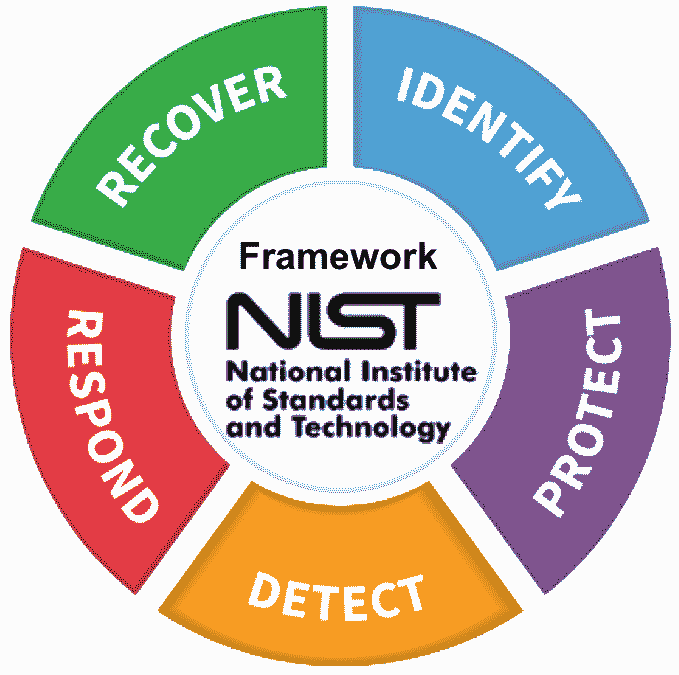 RECOVER
IDENTIFY
Framework
NIST
National Institute
of Standards
and Technology
RESPOND
PROTECT
DETECT